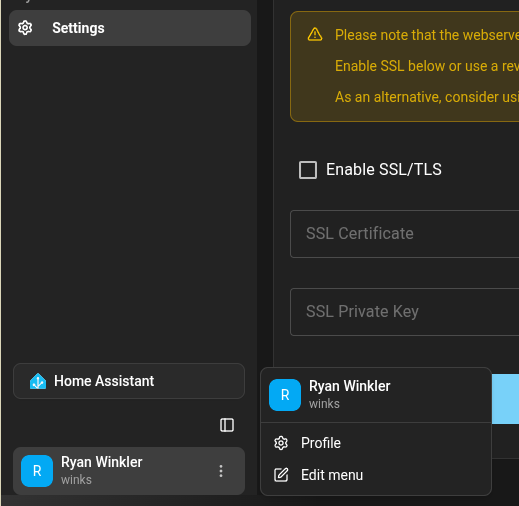 Settings
Please note that the webserve
Enable SSL below or use a rev
As an alternative, consider usi
Enable SSL/TLS
SSL Certificate
SSL Private Key
Home Assistant
R
Ryan Winkler
winks
R
Ryan Winkler
winks
Profile
Edit menu